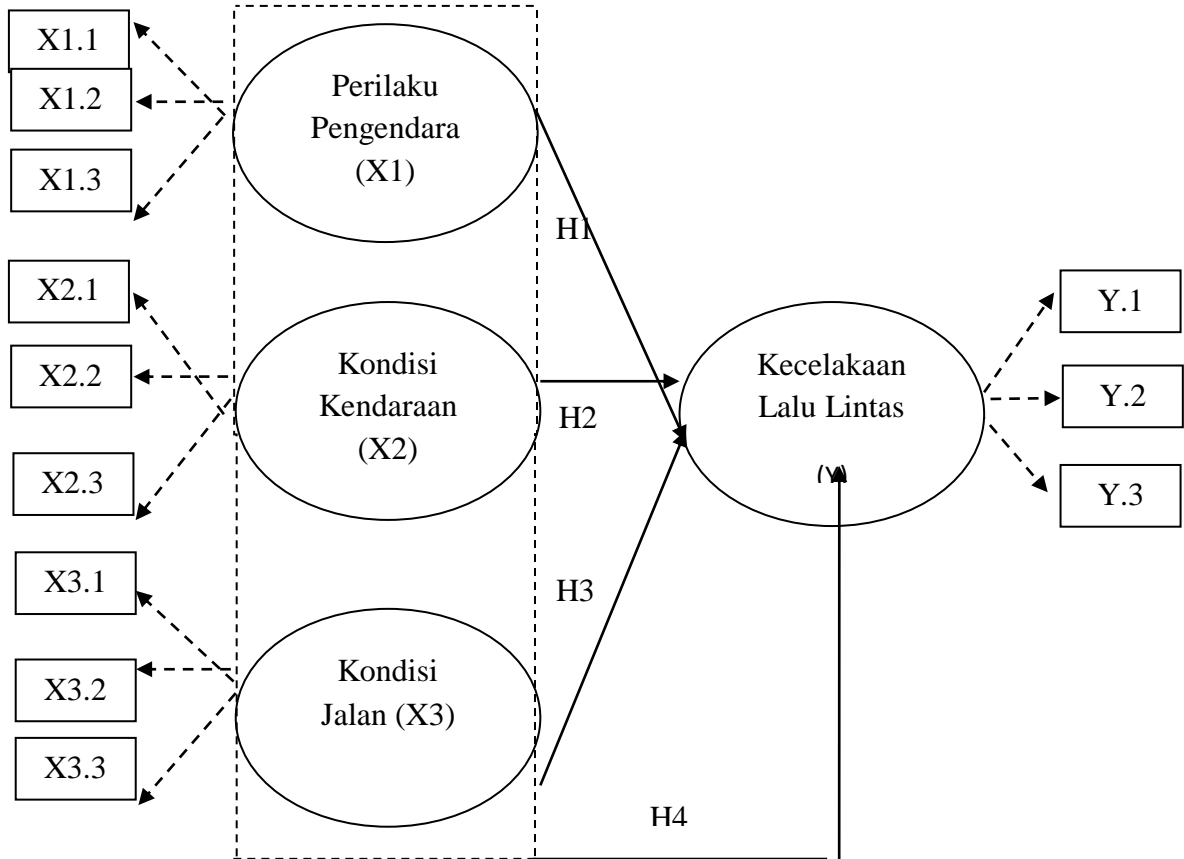 X1.1
X1.2
X1.3
Perilaku
Pengendara
(X1)
H1
X2.1
X2.2
X2.3
Kondisi
Kendaraan
(X2)
H2
Kecelakaan
Lalu Lintas
(Y)
Y.1
Y.2
Y.3
X3.1
X3.2
X3.3
Kondisi
Jalan (X3)
H3
H4